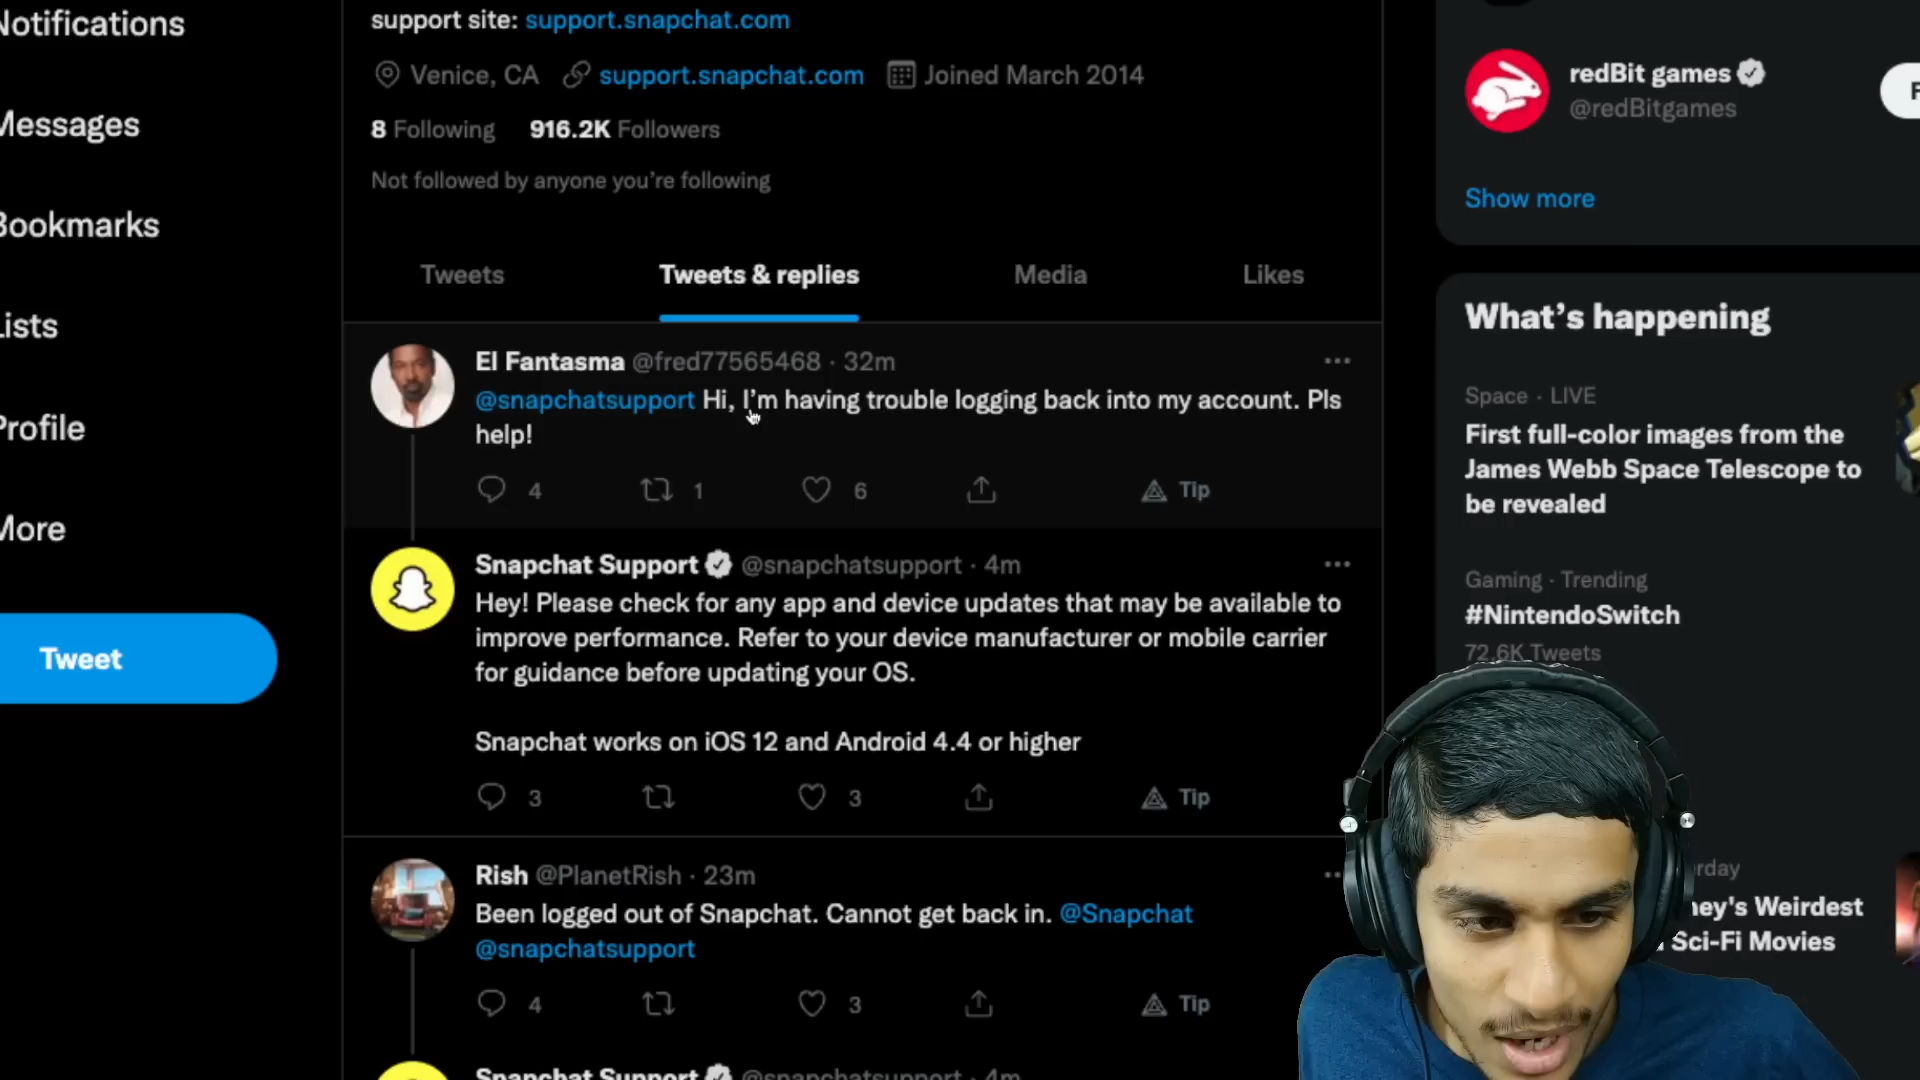 Notifications
Messages
Bookmarks
Lists
Profile
More
Tweet
support site: support.snapchat.com
Venice, CA support.snapchat.com Joined March 2014
8 Following 916.2K Followers
Not followed by anyone you're following
Tweets Tweets & replies Media Likes
El Fantasma @fred77565468 · 32m
@snapchatsupport Hi, I'm having trouble logging back into my account. Pls
help!
4 1 6 Tip
Snapchat Support @snapchatsupport · 4m
Hey! Please check for any app and device updates that may be available to
improve performance. Refer to your device manufacturer or mobile carrier
for guidance before updating your OS.
Snapchat works on iOS 12 and Android 4.4 or higher
3 3 Tip
Rish @PlanetRish · 23m
Been logged out of Snapchat. Cannot get back in. @Snapchat
@snapchatsupport
4 3 Tip
Snapchat Support @snapchatsupport · 4m
redBit games
@redBitgames
F
Show more
What's happening
Space · LIVE
First full-color images from the
James Webb Space Telescope to
be revealed
Gaming · Trending
#NintendoSwitch
72.6K Tweets
rday
ney's Weirdest
Sci-Fi Movies